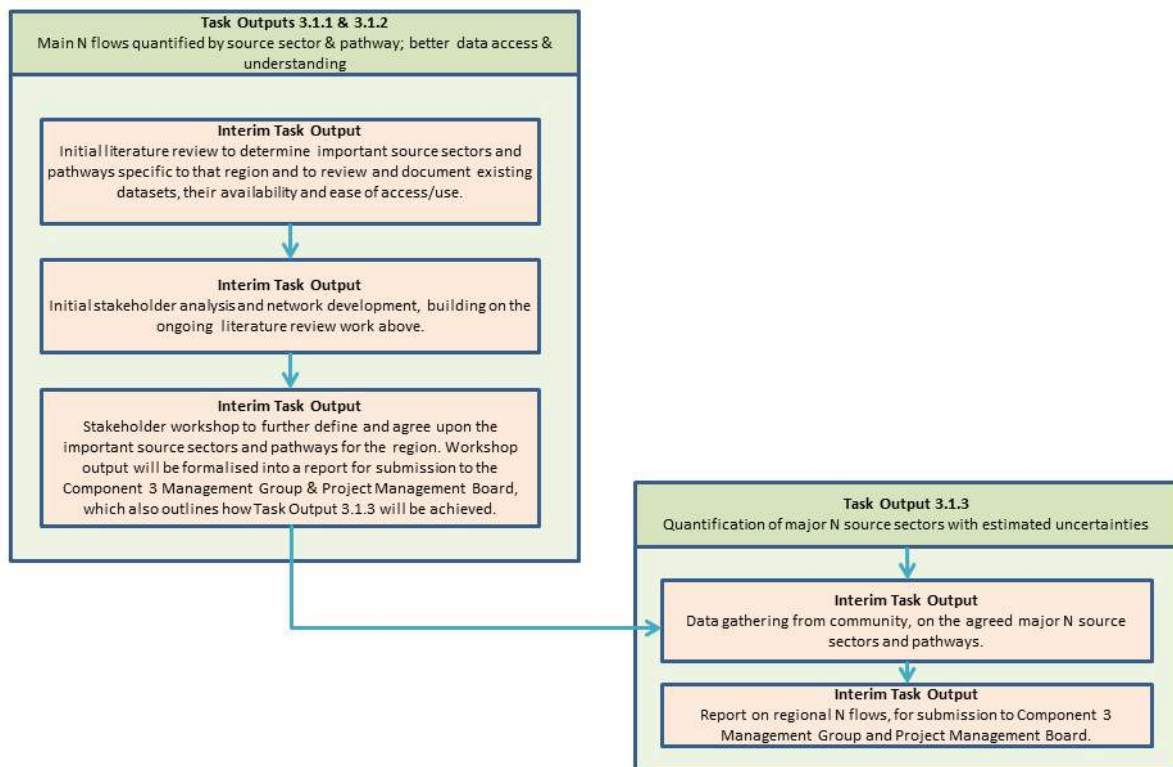 Task Outputs 3.1.1 & 3.1.2
Main N flows quantified by source sector & pathway; better data access &
understanding
Interim Task Output
Initial literature review to determine important source sectors and
pathways specific to that region and to review and document existing
datasets, their availability and ease of access/use.
Interim Task Output
Initial stakeholder analysis and network development, building on the
ongoing literature review work above.
Interim Task Output
Stakeholder workshop to further define and agree upon the
important source sectors and pathways for the region. Workshop
output will be formalised into a report for submission to the
Component 3 Management Group & Project Management Board,
which also outlines how Task Output 3.1.3 will be achieved.
Task Output 3.1.3
Quantification of major N source sectors with estimated uncertainties
Interim Task Output
Data gathering from community, on the agreed major N source
sectors and pathways.
Interim Task Output
Report on regional N flows, for submission to Component 3
Management Group and Project Management Board.